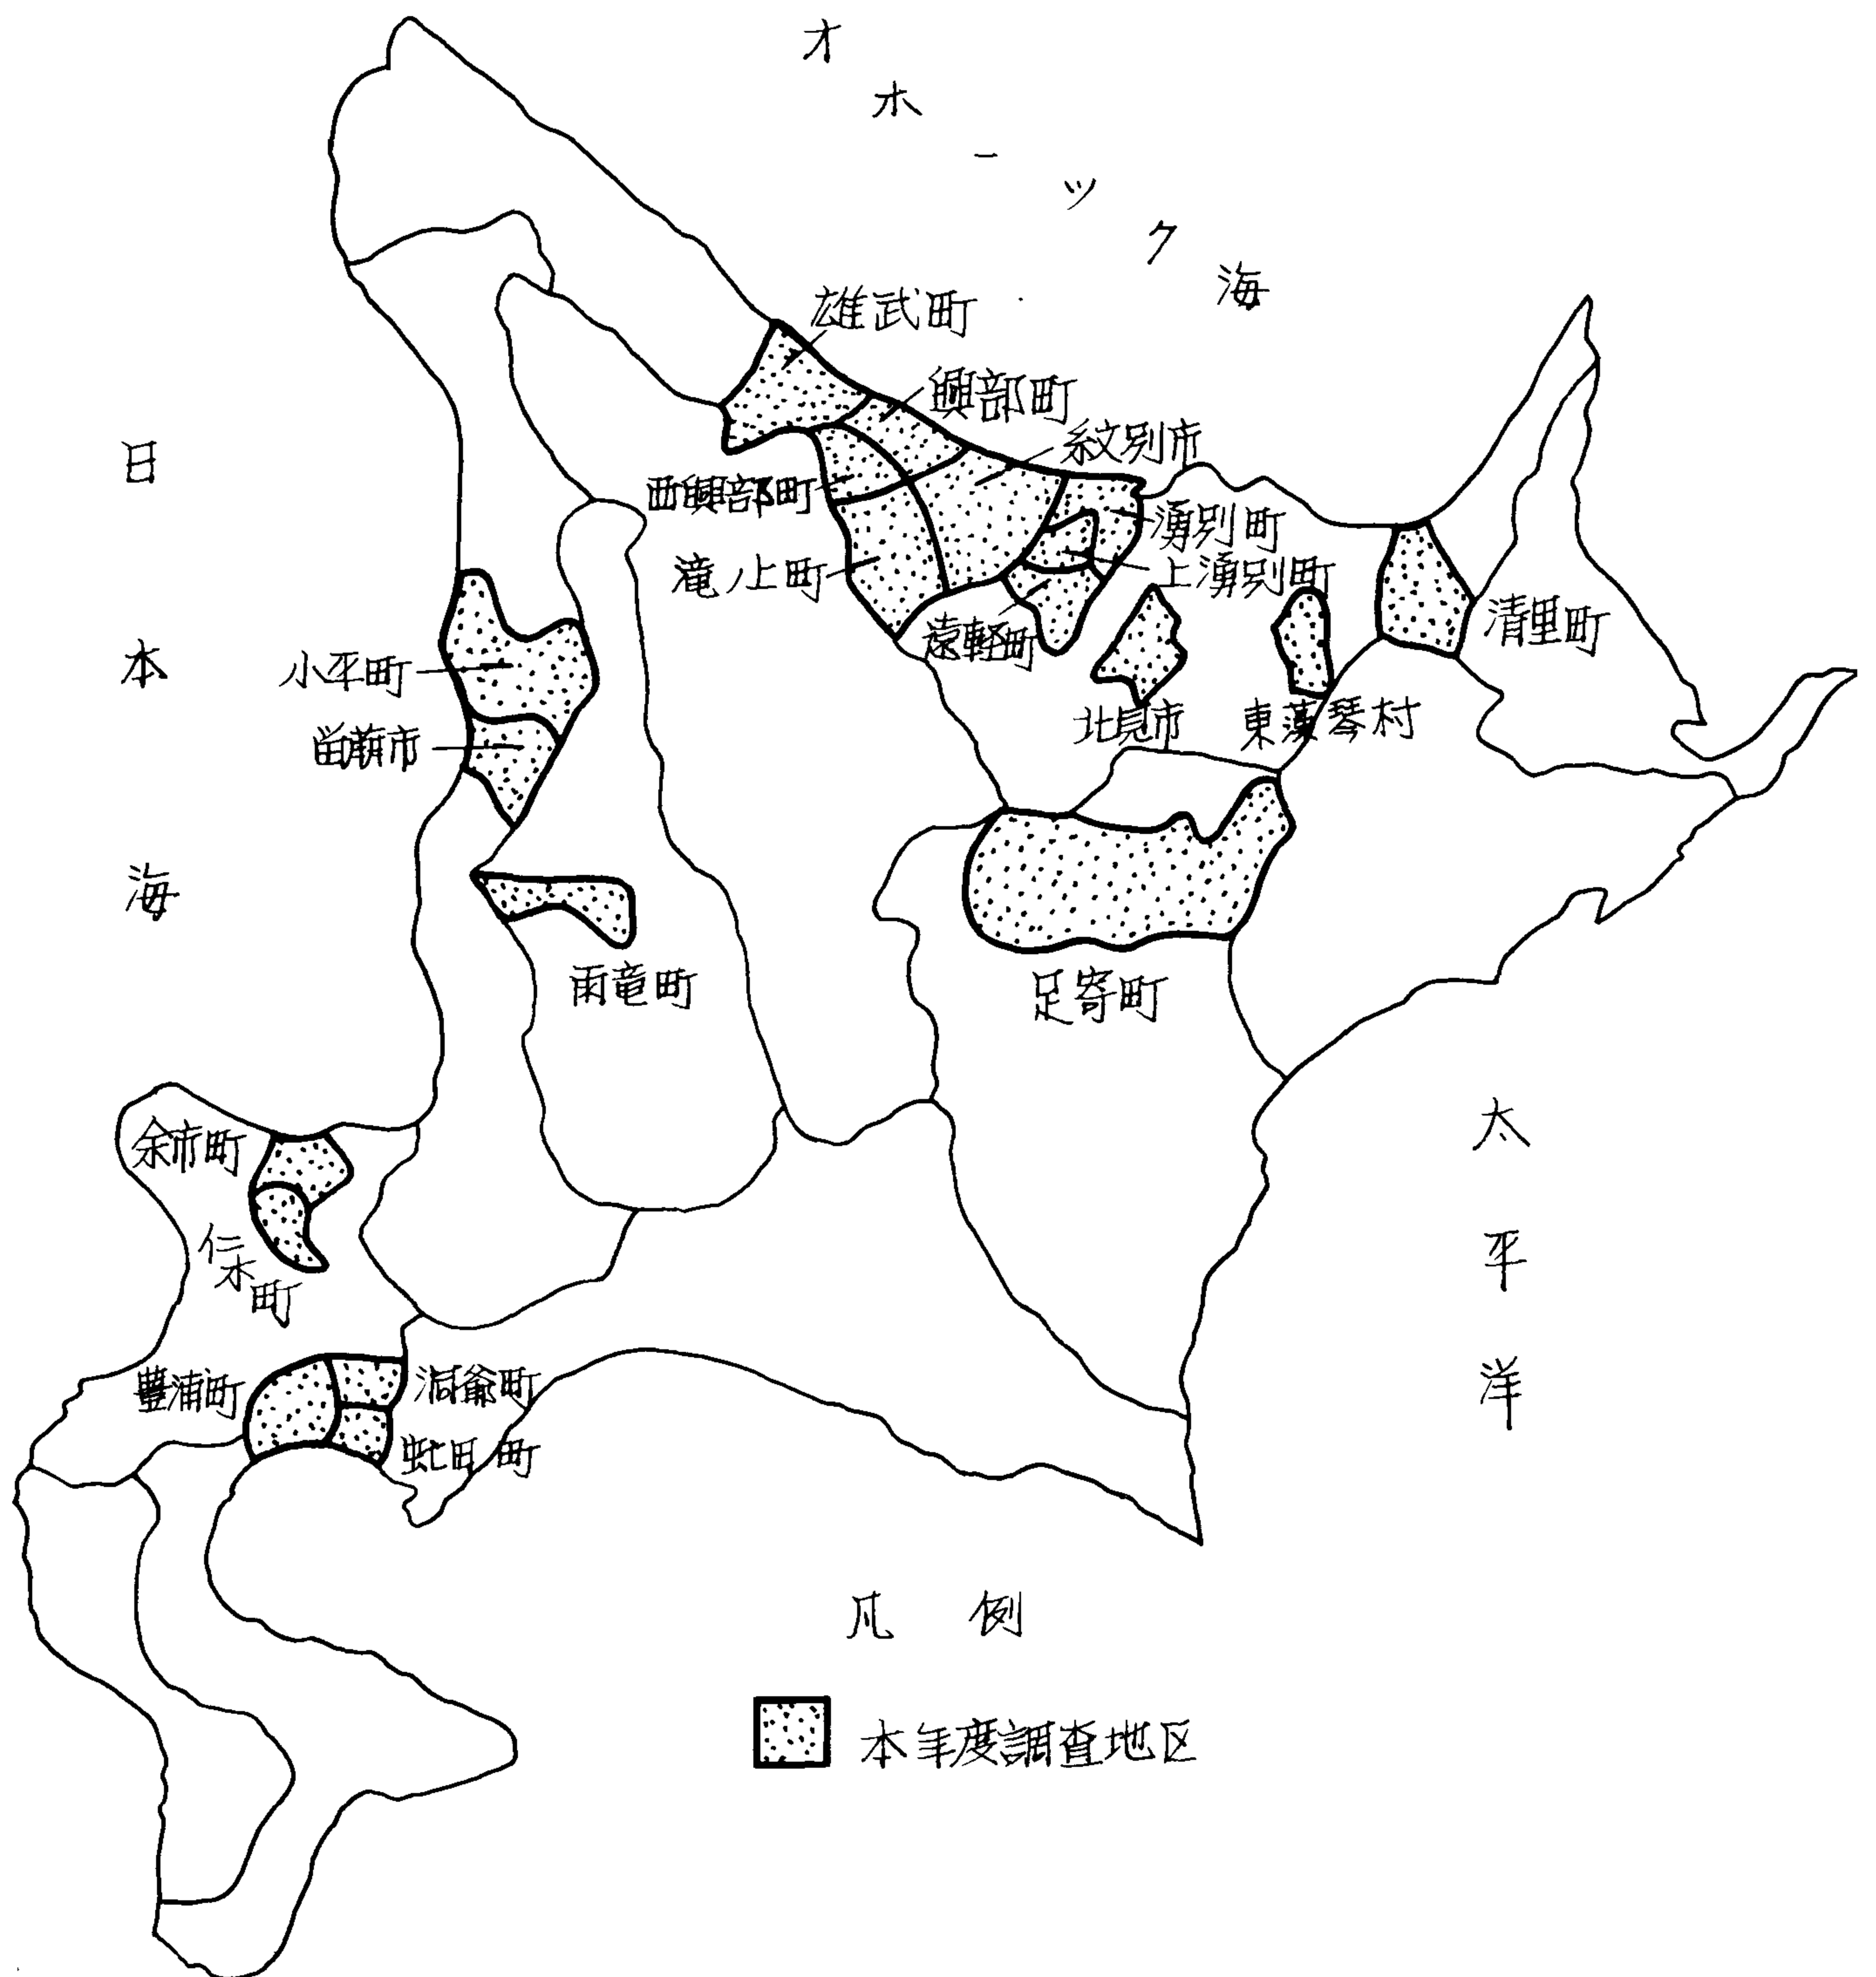 オホーツク海
雄武町
興部町
紋別市
西興部町
湧別町
滝ノ上町
上湧別町
遠軽町
清里町
北見市
東藻琴村
日本海
小平町
留萌市
雨竜町
足寄町
余市町
仁木町
太平洋
豊浦町
洞爺町
虻田町
凡例
本年度調査地区